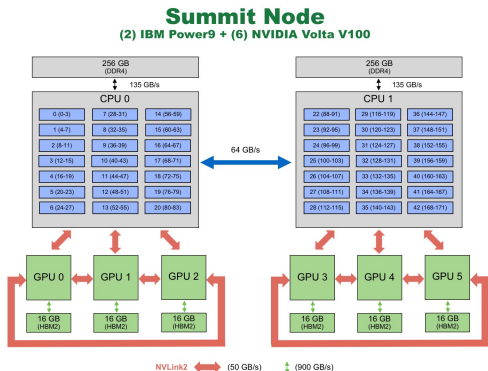 Summit Node
(2) IBM Power9 + (6) NVIDIA Volta V100
256 GB
(DDR4)
135 GB/s
CPU 0
0 (0-3) 7 (28-31) 14 (56-59)
1 (4-7) 8 (32-35) 15 (60-63)
2 (8-11) 9 (36-39) 16 (64-67)
3 (12-15) 10 (40-43) 17 (68-71)
4 (16-19) 11 (44-47) 18 (72-75)
5 (20-23) 12 (48-51) 19 (76-79)
6 (24-27) 13 (52-55) 20 (80-83)
64 GB/s
256 GB
(DDR4)
135 GB/s
CPU 1
22 (88-91) 29 (116-119) 36 (144-147)
23 (92-95) 30 (120-123) 37 (148-151)
24 (96-99) 31 (124-127) 38 (152-155)
25 (100-103) 32 (128-131) 39 (156-159)
26 (104-107) 33 (132-135) 40 (160-163)
27 (108-111) 34 (136-139) 41 (164-167)
28 (112-115) 35 (140-143) 42 (168-171)
GPU 0 GPU 1 GPU 2
16 GB 16 GB 16 GB
(HBM2) (HBM2) (HBM2)
GPU 3 GPU 4 GPU 5
16 GB 16 GB 16 GB
(HBM2) (HBM2) (HBM2)
NVLink2 (50 GB/s) (900 GB/s)